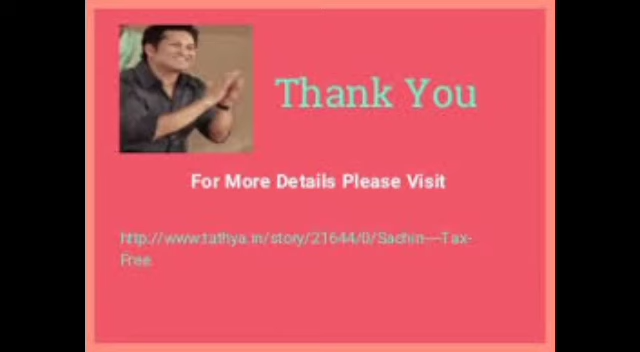 Thank You
For More Details Please Visit
http://www.tathya.in/story/21644/0/Sachin---Tax-
Free